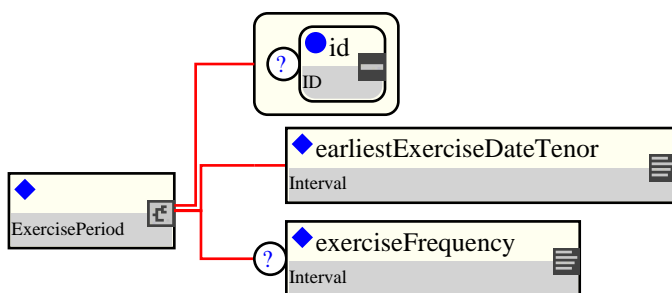 ?
id
ID
earliestExerciseDateTenor
Interval
ExercisePeriod
?
exerciseFrequency
Interval